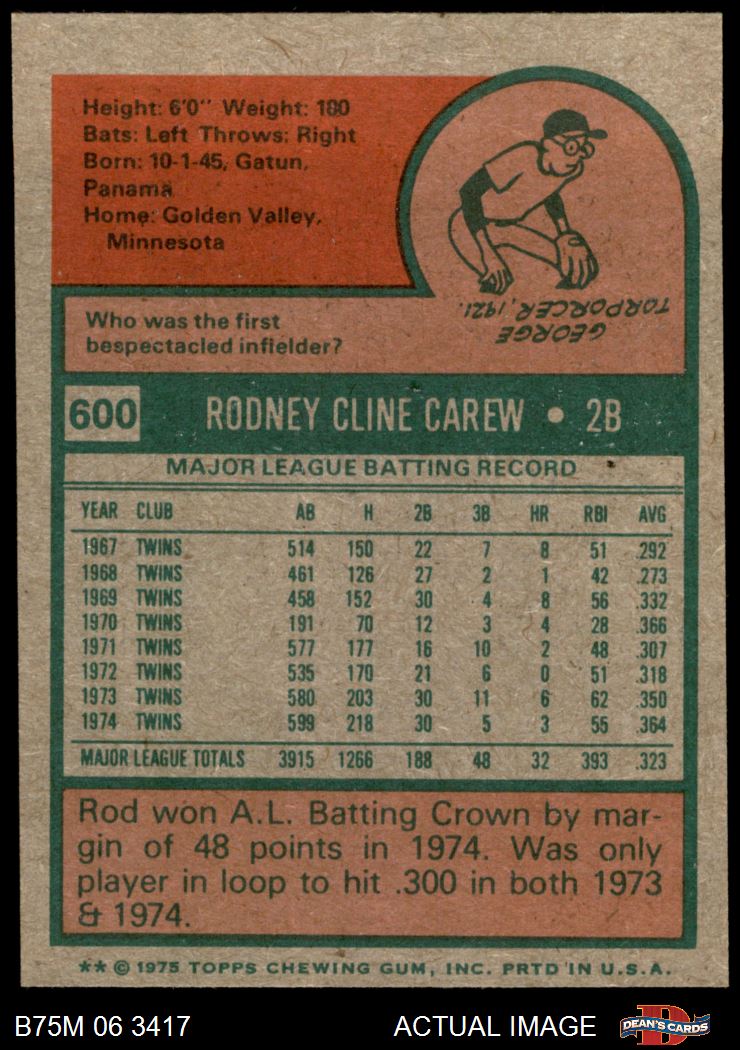 Height: 6'0" Weight: 180
Bats: Left Throws: Right
Born: 10-1-45, Gatun,
Panama
Home: Golden Valley,
Minnesota
Who was the first
bespectacled infielder?
GEORGE
TORPORCER, 1921.
600 RODNEY CLINE CAREW • 2B
MAJOR LEAGUE BATTING RECORD
YEAR CLUB AB H 2B 3B HR RBI AVG
1967 TWINS 514 150 22 7 8 51 .292
1968 TWINS 461 126 27 2 1 42 .273
1969 TWINS 458 152 30 4 8 56 .332
1970 TWINS 191 70 12 3 4 28 .366
1971 TWINS 577 177 16 10 2 48 .307
1972 TWINS 535 170 21 6 0 51 .318
1973 TWINS 580 203 30 11 6 62 .350
1974 TWINS 599 218 30 5 3 55 .364
MAJOR LEAGUE TOTALS 3915 1266 188 48 32 393 .323
Rod won A.L. Batting Crown by mar-
gin of 48 points in 1974. Was only
player in loop to hit .300 in both 1973
& 1974.
** © 1975 TOPPS CHEWING GUM, INC. PRTD IN U.S.A.
B75M 06 3417 ACTUAL IMAGE D DEAN'S CARDS